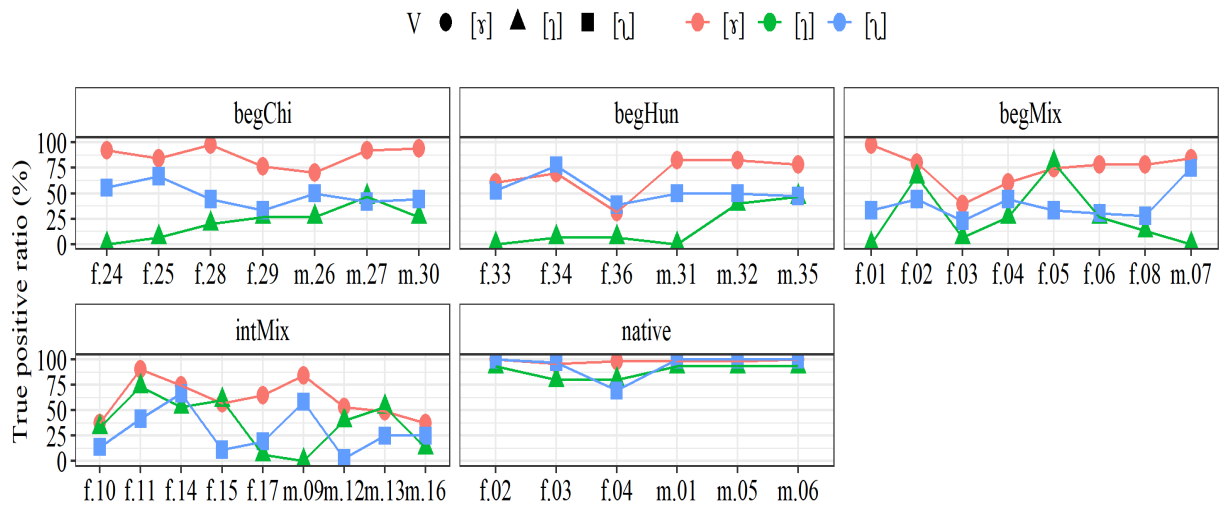 V [ɤ] [ɿ] [ʅ] [ɤ] [ɿ] [ʅ]
begChi begHun begMix
True positive ratio (%)
100
75
50
25
0
f.24 f.25 f.28 f.29 m.26 m.27 m.30
f.33 f.34 f.36 m.31 m.32 m.35
f.01 f.02 f.03 f.04 f.05 f.06 f.08 m.07
intMix native
100
75
50
25
0
f.10 f.11 f.14 f.15 f.17 m.09 m.12 m.13 m.16
f.02 f.03 f.04 m.01 m.05 m.06